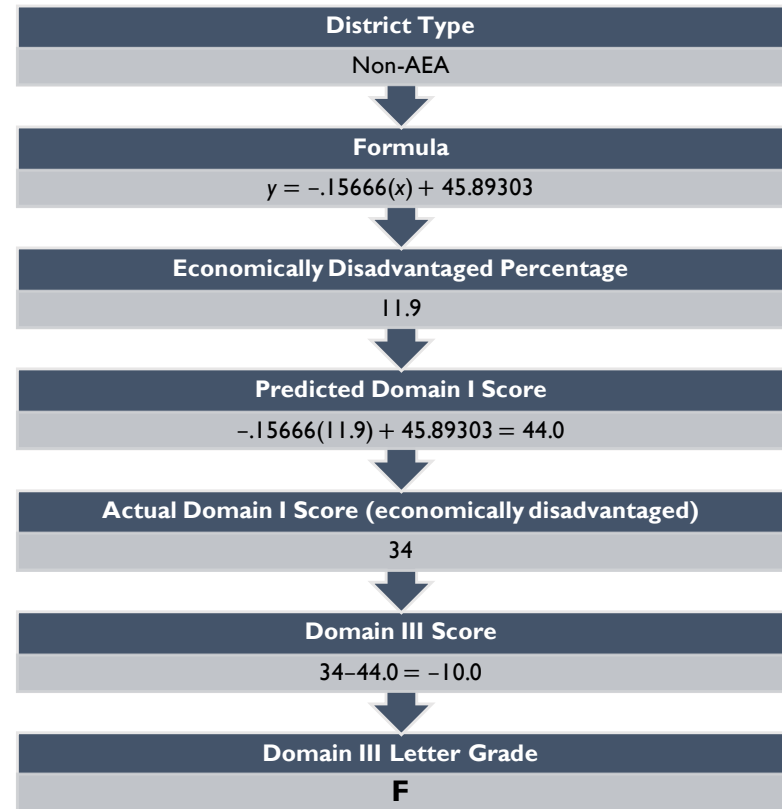 District Type
Non-AEA
Formula
y = –.15666(x) + 45.89303
Economically Disadvantaged Percentage
11.9
Predicted Domain I Score
–.15666(11.9) + 45.89303 = 44.0
Actual Domain I Score (economically disadvantaged)
34
Domain III Score
34–44.0 = –10.0
Domain III Letter Grade
F